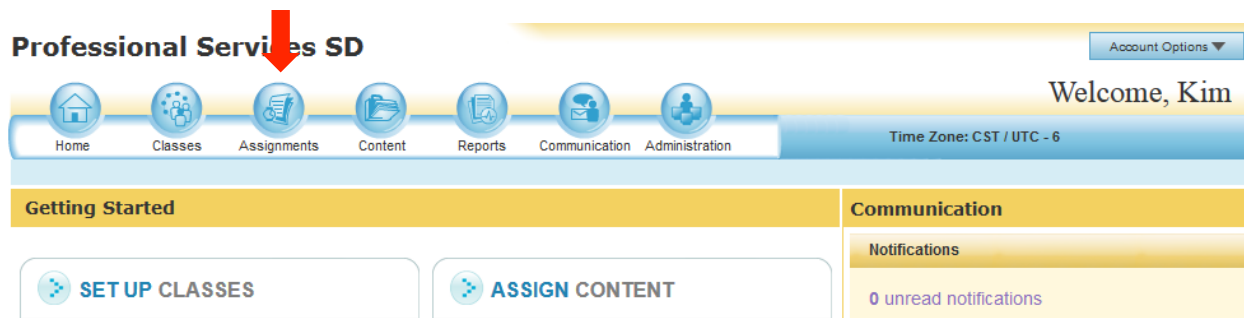 Professional Services SD
Account Options
Welcome, Kim
Home Classes Assignments Content Reports Communication Administration
Time Zone: CST / UTC - 6
Getting Started
Communication
Notifications
SET UP CLASSES
ASSIGN CONTENT
0 unread notifications